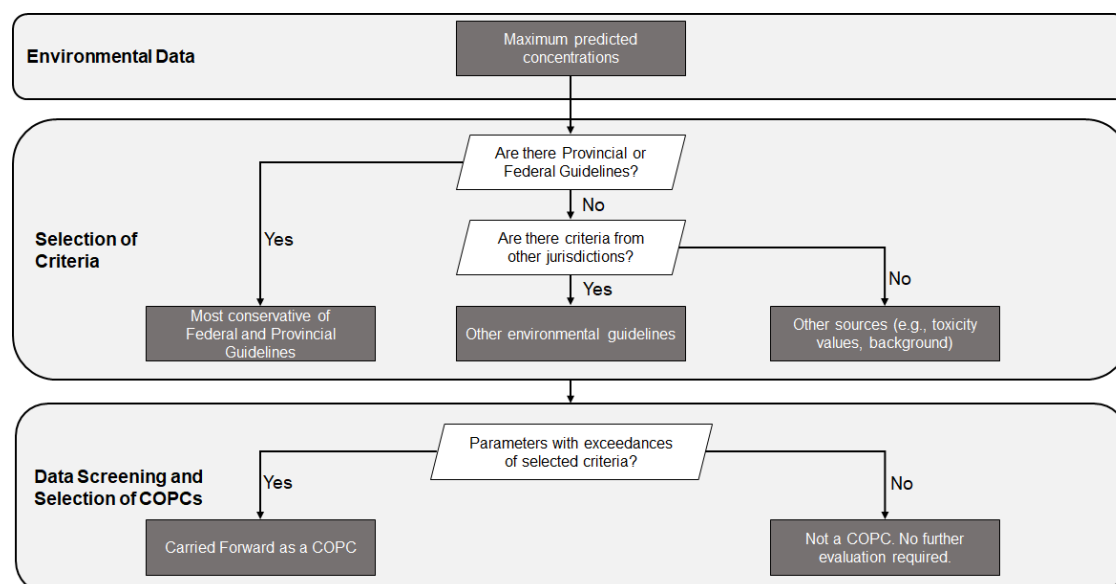 Environmental Data
Maximum predicted
concentrations
Are there Provincial or
Federal Guidelines?
No
Selection of
Criteria
Yes
Are there criteria from
other jurisdictions?
No
Yes
Most conservative of
Federal and Provincial
Guidelines
Other environmental guidelines
Other sources (e.g., toxicity
values, background)
Parameters with exceedances
of selected criteria?
Data Screening and
Selection of COPCs
Yes
No
Carried Forward as a COPC
Not a COPC. No further
evaluation required.